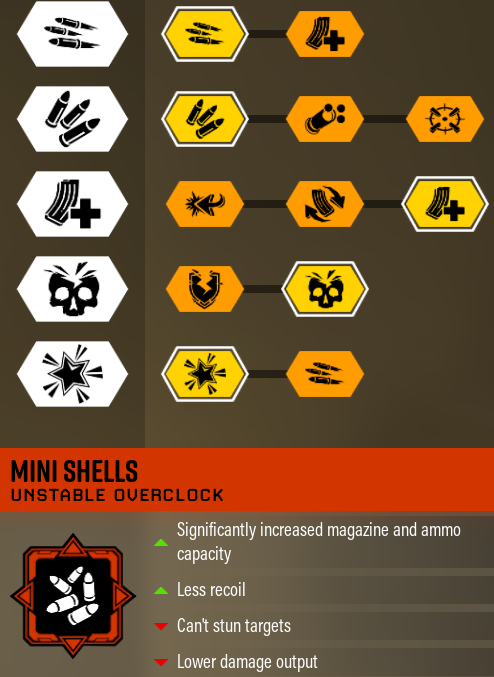 MINI SHELLS
UNSTABLE OVERCLOCK
Significantly increased magazine and ammo
capacity
Less recoil
Can't stun targets
Lower damage output